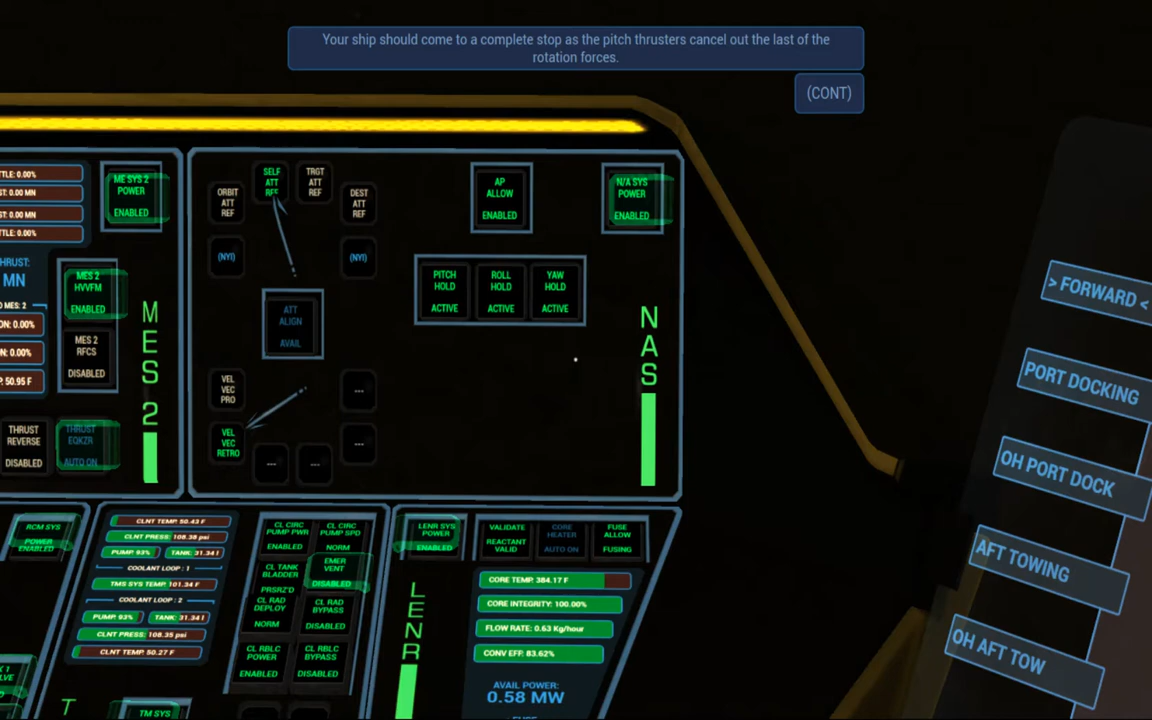 Your ship should come to a complete stop as the pitch thrusters cancel out the last of the
rotation forces.
(CONT)
TLE: 0.00%
ST: 0.00 MN
ST: 0.00 MN
TLE: 0.00%
ME SYS 2
POWER
ENABLED
THRUST:
MN
D MES: 2
ON: 0.00%
ON: 0.00%
P: 50.95 F
MES 2
HVVFM
ENABLED
MES 2
RFCS
DISABLED
THRUST
REVERSE
DISABLED
THRUST
EQKZR
AUTO ON
MES 2
ORBIT
ATT
REF
SELF
ATT
REF
TRGT
ATT
REF
DEST
ATT
REF
(NYI)
(NYI)
ATT
ALIGN
AVAIL
VEL
VEC
PRO
VEL
VEC
RETRO
---
---
---
---
AP
ALLOW
ENABLED
N/A SYS
POWER
ENABLED
PITCH
HOLD
ACTIVE
ROLL
HOLD
ACTIVE
YAW
HOLD
ACTIVE
NAS
> FORWARD <
PORT DOCKING
OH PORT DOCK
AFT TOWING
OH AFT TOW
RCM SYS
POWER
ENABLED
CLNT TEMP: 50.43 F
CLNT PRESS: 108.38 psi
PUMP: 93%
TANK: 31.34 l
COOLANT LOOP : 1
TMS SYS TEMP: 101.34 F
COOLANT LOOP : 2
PUMP: 93%
TANK: 31.34 l
CLNT PRESS: 108.35 psi
CLNT TEMP: 50.27 F
CL CIRC
PUMP PWR
ENABLED
CL CIRC
PUMP SPD
NORM
CL TANK
BLADDER
PRSRZ'D
EMER
VENT
DISABLED
CL RAD
DEPLOY
NORM
CL RAD
BYPASS
DISABLED
CL RBLC
POWER
ENABLED
CL RBLC
BYPASS
DISABLED
LENR SYS
POWER
ENABLED
VALIDATE
REACTANT
VALID
CORE
HEATER
AUTO ON
FUSE
ALLOW
FUSING
LENR
CORE TEMP: 384.17 F
CORE INTEGRITY: 100.00%
FLOW RATE: 0.63 Kg/hour
CONV EFF: 83.62%
AVAIL POWER:
0.58 MW
T
TM SYS